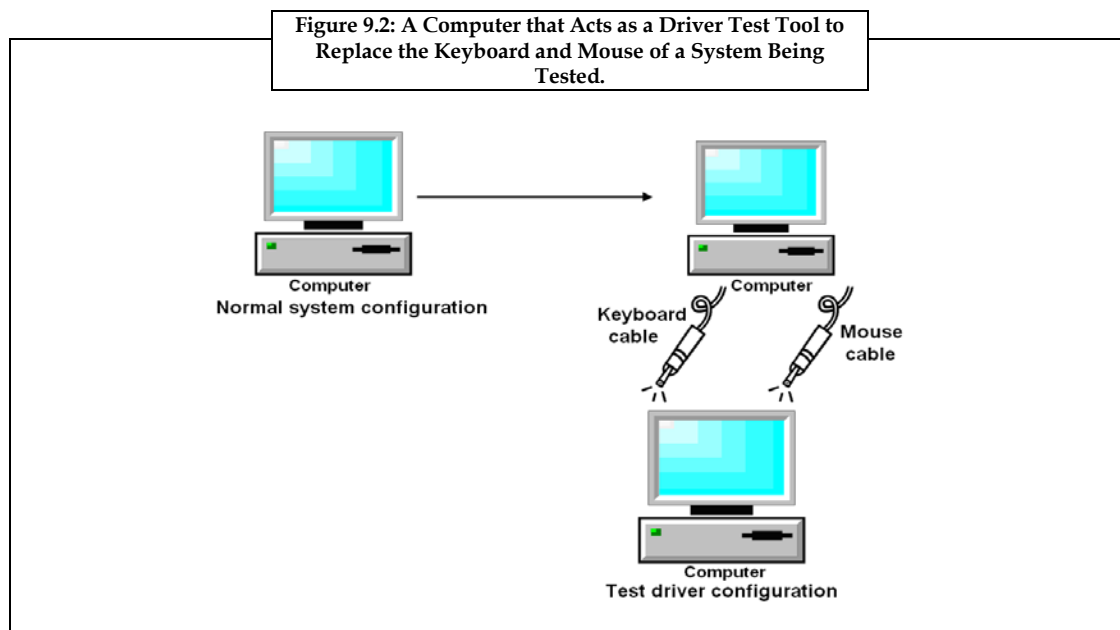 Figure 9.2: A Computer that Acts as a Driver Test Tool to
Replace the Keyboard and Mouse of a System Being
Tested.
Computer
Normal system configuration
Computer
Keyboard
cable
Mouse
cable
Computer
Test driver configuration